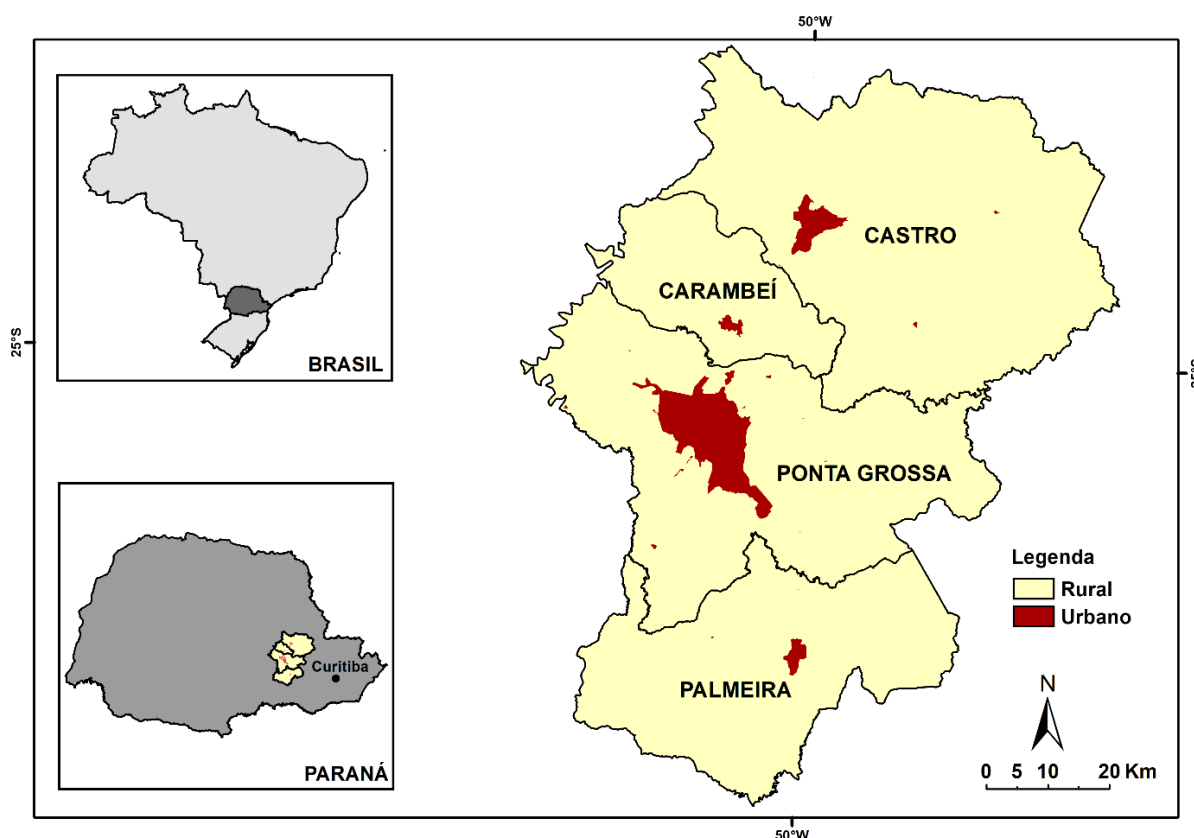 50°W
BRASIL
25°S
CASTRO
CARAMBEÍ
PONTA GROSSA
PALMEIRA
Legenda
Rural
Urbano
N
0 5 10 20 Km
Curitiba
PARANÁ
50°W